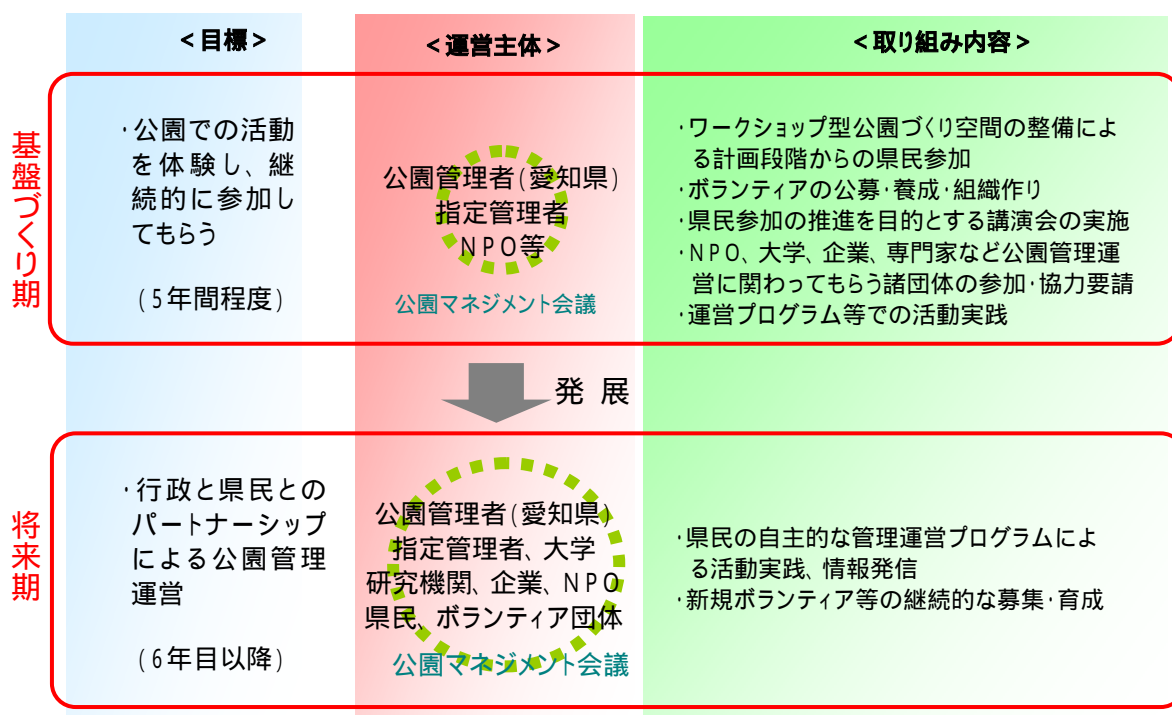 <目標>
<運営主体>
<取り組み内容>
基盤づくり期
・公園での活動
を体験し、継
続的に参加し
てもらう
(5年間程度)
公園管理者(愛知県)
指定管理者
NPO等
公園マネジメント会議
・ワークショップ型公園づくり空間の整備によ
る計画段階からの県民参加
・ボランティアの公募・養成・組織作り
・県民参加の推進を目的とする講演会の実施
・NPO、大学、企業、専門家など公園管理運
営に関わってもらう諸団体の参加・協力要請
・運営プログラム等での活動実践
発展
将来期
・行政と県民との
パートナーシップ
による公園管理
運営
(6年目以降)
公園管理者(愛知県)
指定管理者、大学
研究機関、企業、NPO
県民、ボランティア団体
公園マネジメント会議
・県民の自主的な管理運営プログラムによ
る活動実践、情報発信
・新規ボランティア等の継続的な募集・育成